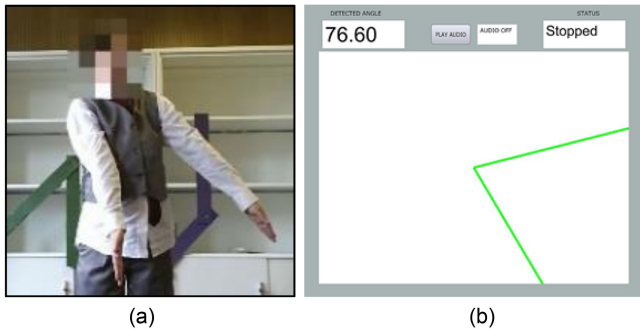 DETECTED ANGLE
STATUS
76.60
PLAY AUDIO
AUDIO OFF
Stopped
(a)
(b)